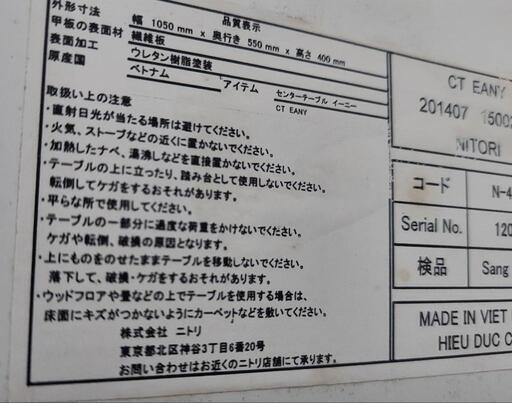 品質表示
外形寸法 幅 1050 mm x 奥行き 550 mm x 高さ 400 mm
甲板の表面材 繊維板
表面加工 ウレタン樹脂塗装
原産国 ベトナム
アイテム センターテーブル イーニー
CT EANY
取扱い上の注意
・直射日光が当たる場所は避けてください。
・火気、ストーブなどの近くに置かないでください。
・加熱したナベ、湯沸しなどを直接置かないでください。
・テーブルの上に立ったり、踏み台として使用しないでください。
転倒してケガをするおそれがあります。
・平らな所で使用してください。
・テーブルの一部分に過度な荷重をかけないでください。
ケガや転倒、破損の原因となります。
・上にものをのせたままテーブルを移動しないでください。
落下して、破損・ケガをするおそれがあります。
・ウッドフロアや畳などの上でテーブルを使用する場合は、
床面にキズがつかないようにカーペットなどを敷いてください。
株式会社 ニトリ
東京都北区神谷3丁目6番20号
お問い合わせはお近くのニトリ店舗にて承ります。
CT EANY
201407 1500
NITORI
コード N-4
Serial No. 120
検品 Sang
MADE IN VIET
HIEU DUC C